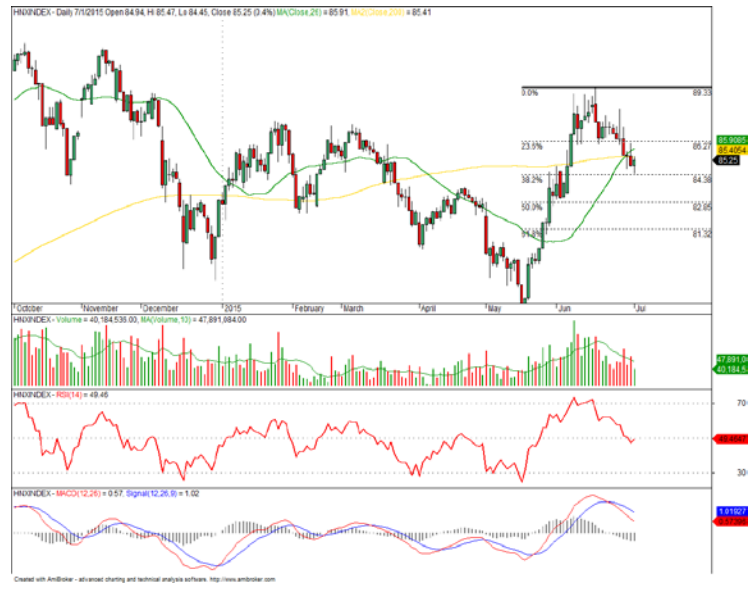 HNXINDEX - Daily 7/1/2015 Open 84.94, Hi 85.47, Lo 84.45, Close 85.25 (0.4%) MA(Close,26) = 85.91, MA2(Close,200) = 85.41
0.0% 89.33
23.6% 86.27
38.2% 84.38
50.0% 82.85
61.8% 81.32
85.9085
85.4054
85.25
October November December 2015 February March April May Jun Jul
HNXINDEX - Volume = 40,184,536.00, MA(Volume,10) = 47,891,084.00
47,891,0
40,184,5
HNXINDEX - RSI(14) = 49.46
70
30
HNXINDEX - MACD(12,26) = 0.57, Signal(12,26,9) = 1.02
1.01927
Created with AmiBroker - advanced charting and technical analysis software. http://www.amibroker.com